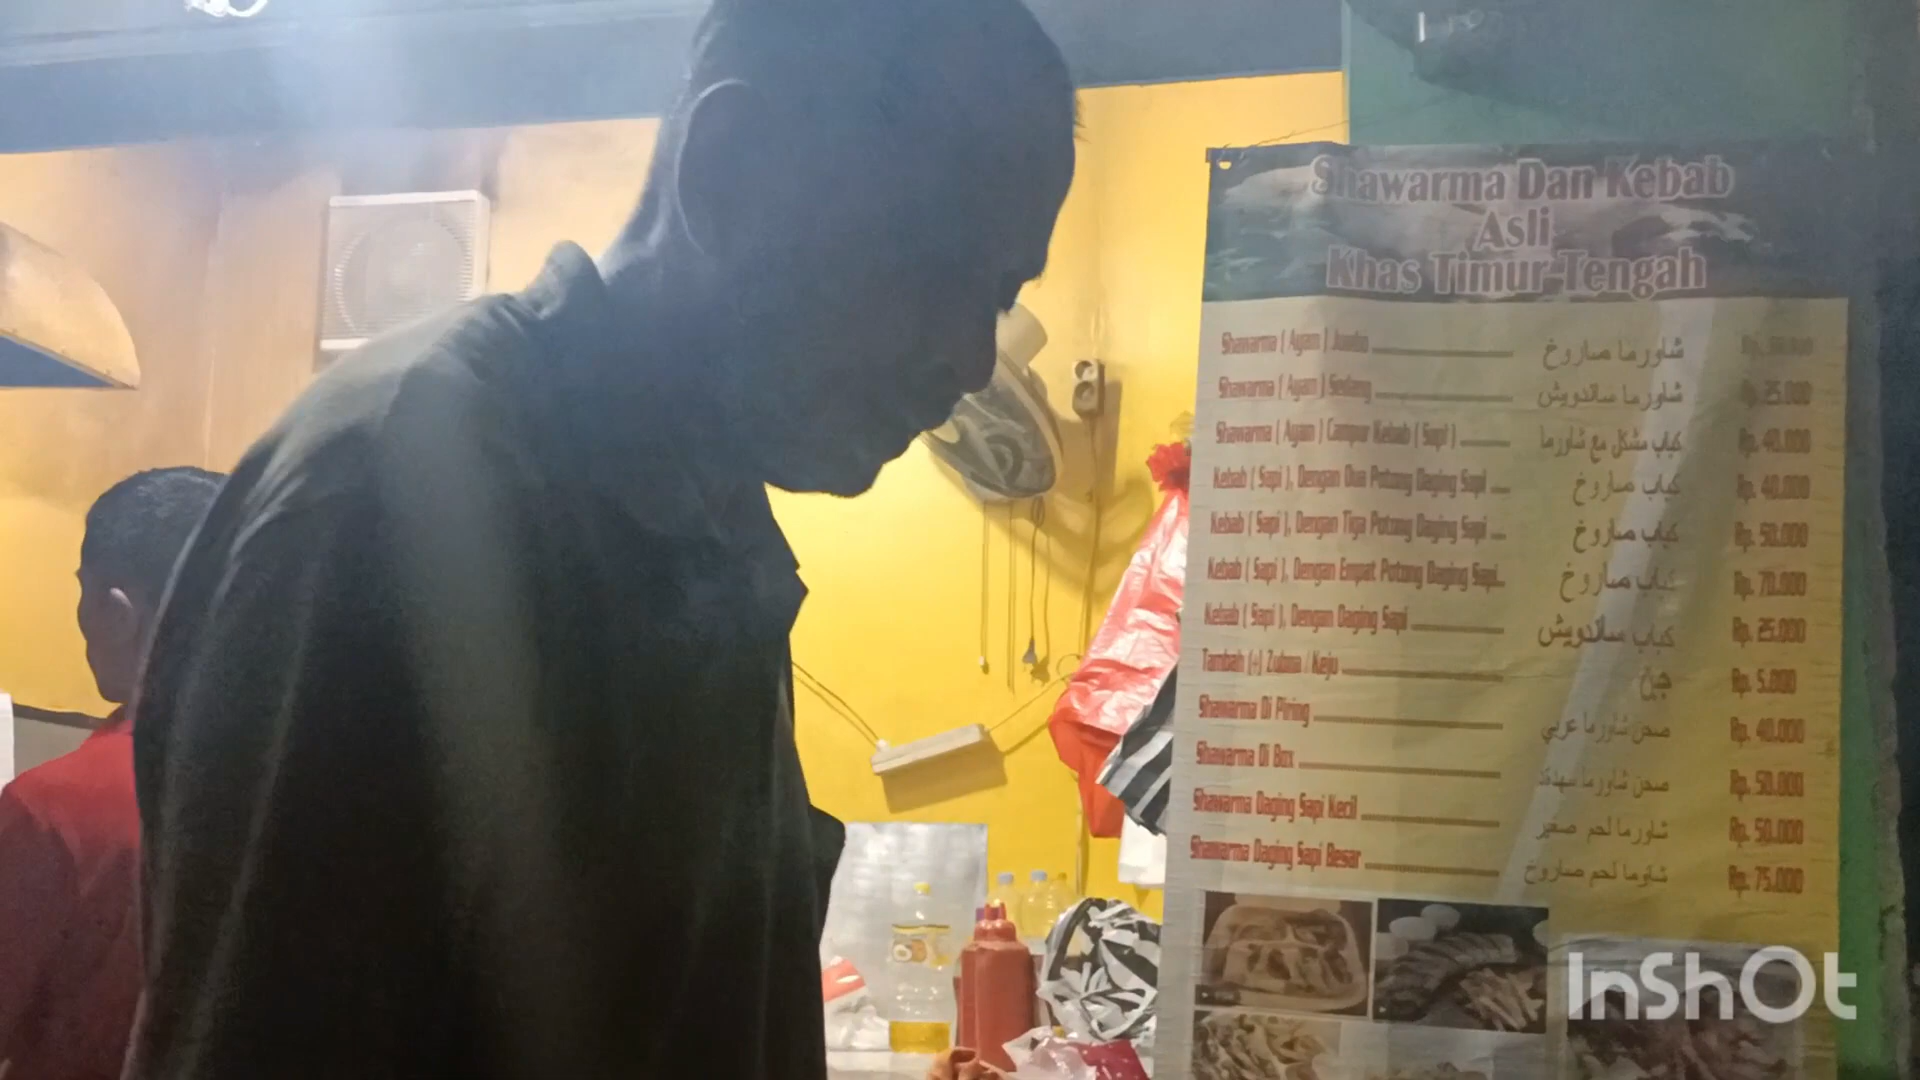 Shawarma Dan Kebab
Asli
Khas Timur-Tengah
Shawarma ( Ayam ) Jumbo شاورما صاروخ Rp.
Shawarma ( Ayam ) Sedang شاورما ساندويش Rp. 25.000
Shawarma ( Ayam ) Campur Kebab ( Sapi ) كباب مشكل مع شاورما Rp. 40.000
Kebab ( Sapi ), Dengan Dua Potong Daging Sapi كباب صاروخ Rp. 40.000
Kebab ( Sapi ), Dengan Tiga Potong Daging Sapi كباب صاروخ Rp. 50.000
Kebab ( Sapi ), Dengan Empat Potong Daging Sapi كباب صاروخ Rp. 70.000
Kebab ( Sapi ), Dengan Daging Sapi كباب ساندويش Rp. 25.000
Tambah (+) / Keju Rp. 5.000
Shawarma Di Piring صحن شاورما عربي Rp. 40.000
Shawarma Di Box صحن شاورما Rp. 50.000
Shawarma Daging Sapi Kecil شاورما لحم صغير Rp. 50.000
Shawarma Daging Sapi Besar شاوما لحم صاروخ Rp. 75.000
InShOt